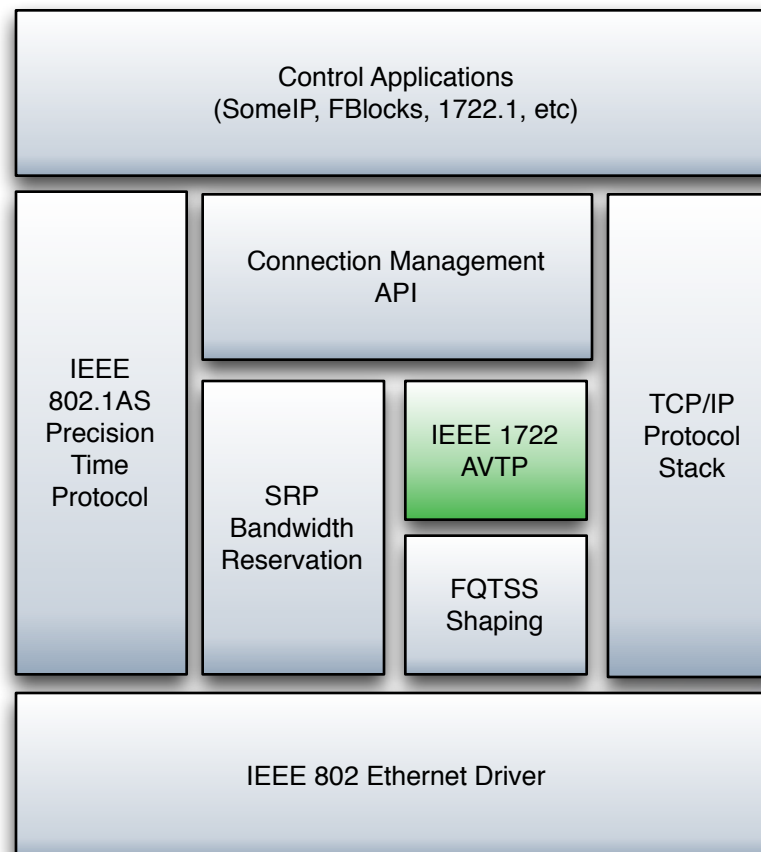 Control Applications
(SomeIP, FBlocks, 1722.1, etc)
Connection Management
API
IEEE
802.1AS
Precision
Time
Protocol
SRP
Bandwidth
Reservation
IEEE 1722
AVTP
FQTSS
Shaping
TCP/IP
Protocol
Stack
IEEE 802 Ethernet Driver